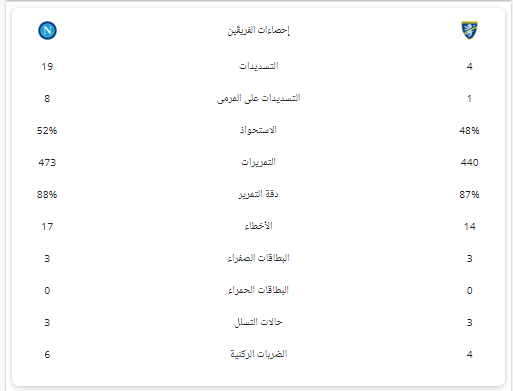 إحصاءات الفريقين
4 التسديدات 19
1 التسديدات على المرمى 8
48% الاستحواذ 52%
440 التمريرات 473
87% دقة التمرير 88%
14 الأخطاء 17
3 البطاقات الصفراء 3
0 البطاقات الحمراء 0
3 حالات التسلل 3
4 الضربات الركنية 6